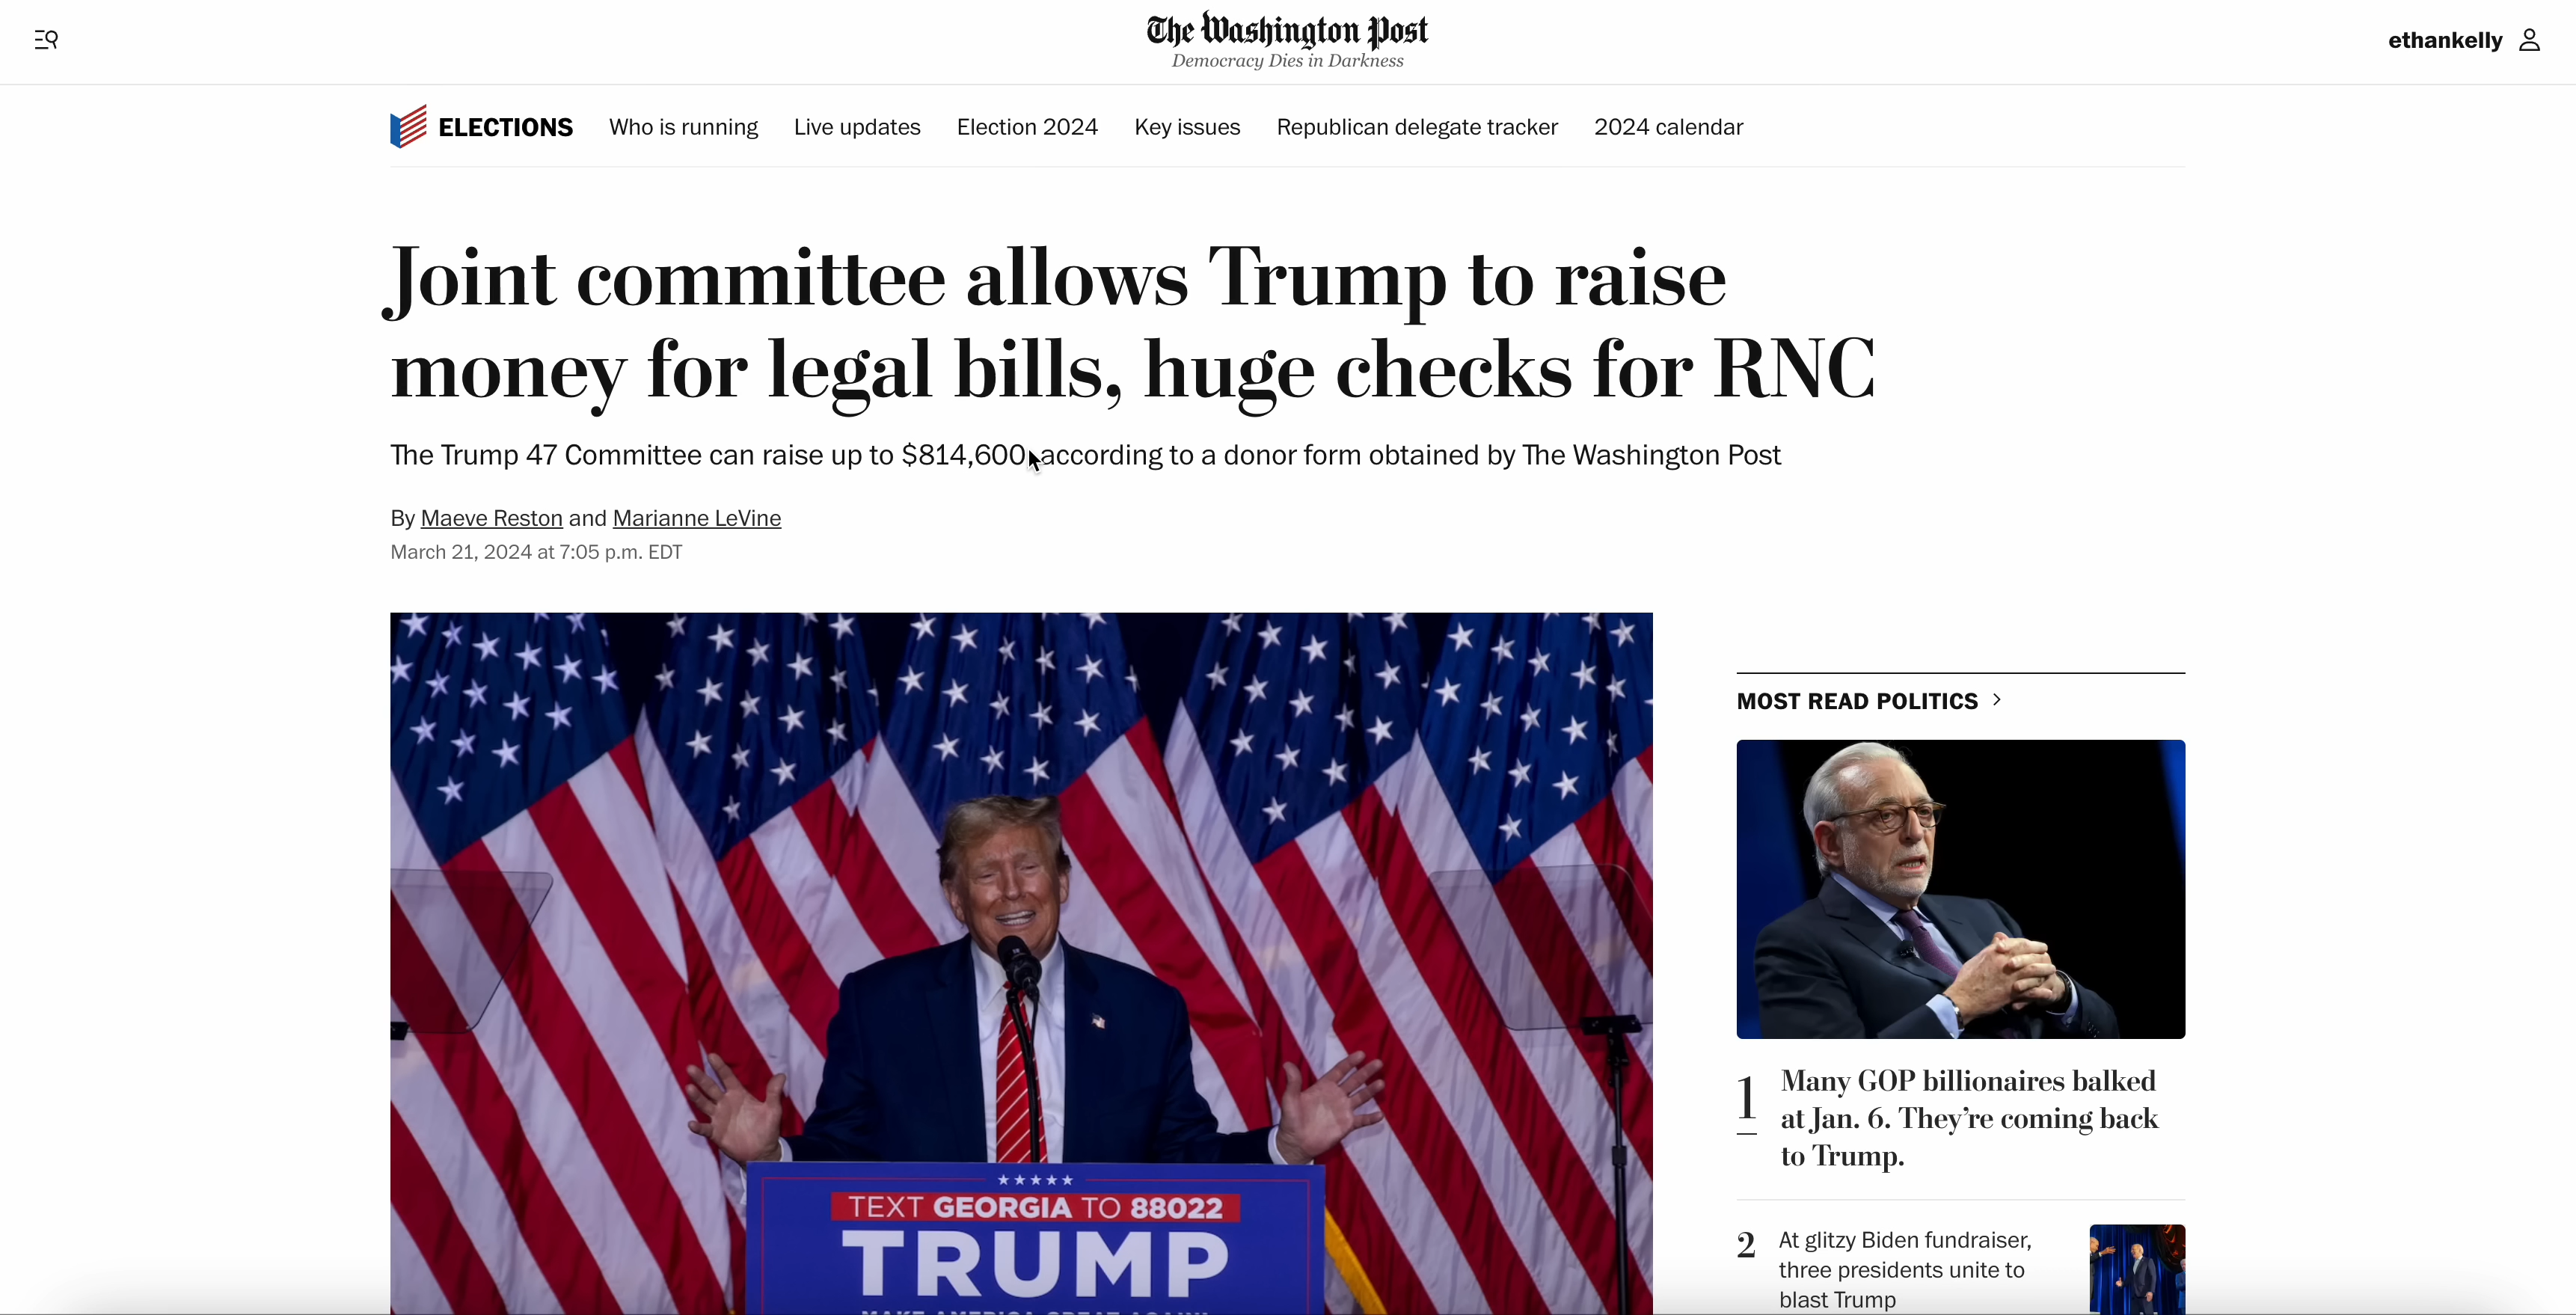 The Washington Post
Democracy Dies in Darkness
ethankelly
ELECTIONS
Who is running
Live updates
Election 2024
Key issues
Republican delegate tracker
2024 calendar
Joint committee allows Trump to raise
money for legal bills, huge checks for RNC
The Trump 47 Committee can raise up to $814,600, according to a donor form obtained by The Washington Post
By Maeve Reston and Marianne LeVine
March 21, 2024 at 7:05 p.m. EDT
TEXT GEORGIA TO 88022
TRUMP
MAKE AMERICA GREAT AGAIN!
MOST READ POLITICS
1
Many GOP billionaires balked
at Jan. 6. They’re coming back
to Trump.
2
At glitzy Biden fundraiser,
three presidents unite to
blast Trump